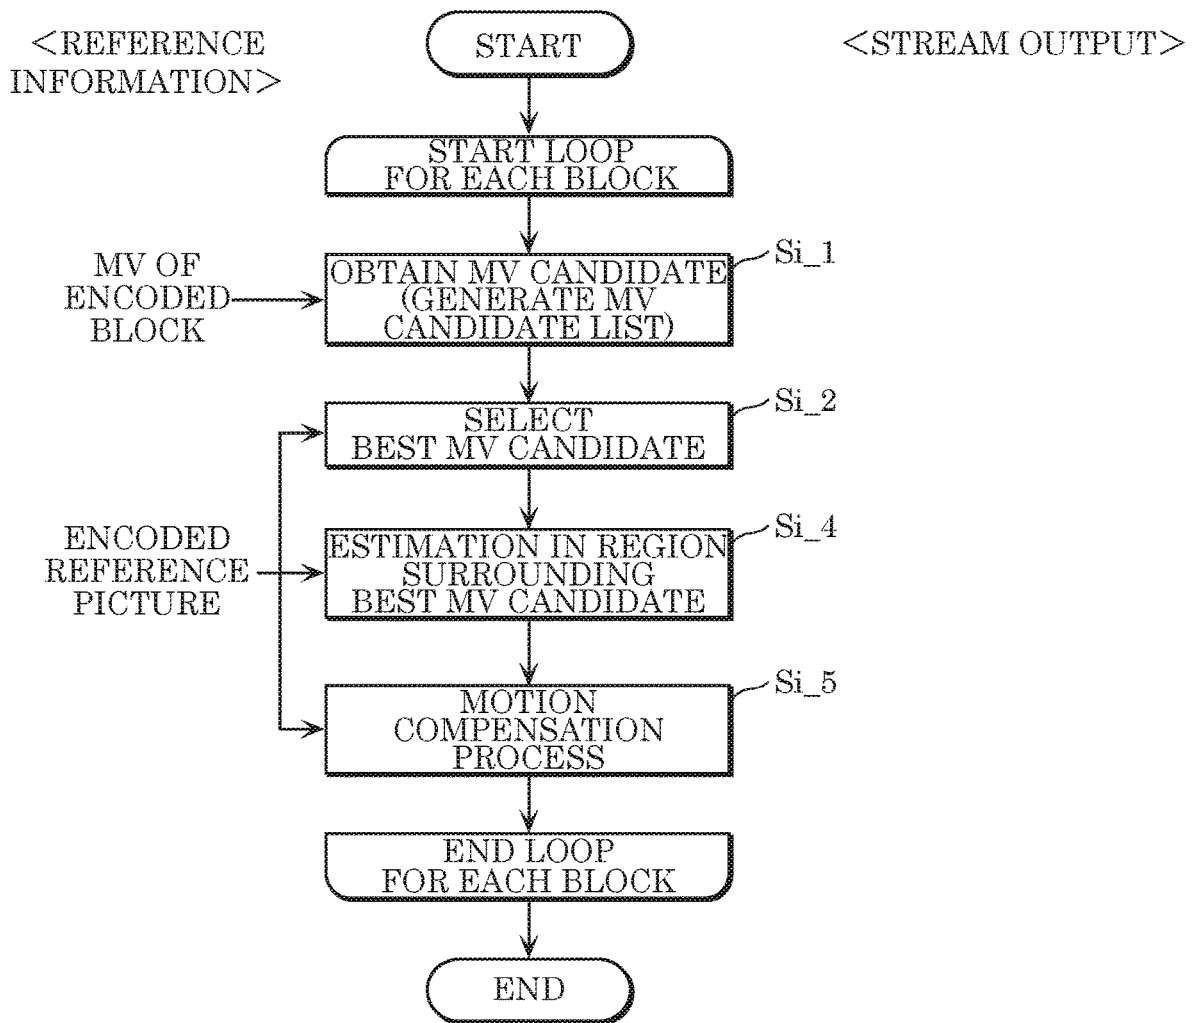 <REFERENCE
INFORMATION>
START
<STREAM OUTPUT>
START LOOP
FOR EACH BLOCK
MV OF
ENCODED
BLOCK
OBTAIN MV CANDIDATE
(GENERATE MV
CANDIDATE LIST)
Si_1
SELECT
BEST MV CANDIDATE
Si_2
ENCODED
REFERENCE
PICTURE
ESTIMATION IN REGION
SURROUNDING
BEST MV CANDIDATE
Si_4
MOTION
COMPENSATION
PROCESS
Si_5
END LOOP
FOR EACH BLOCK
END